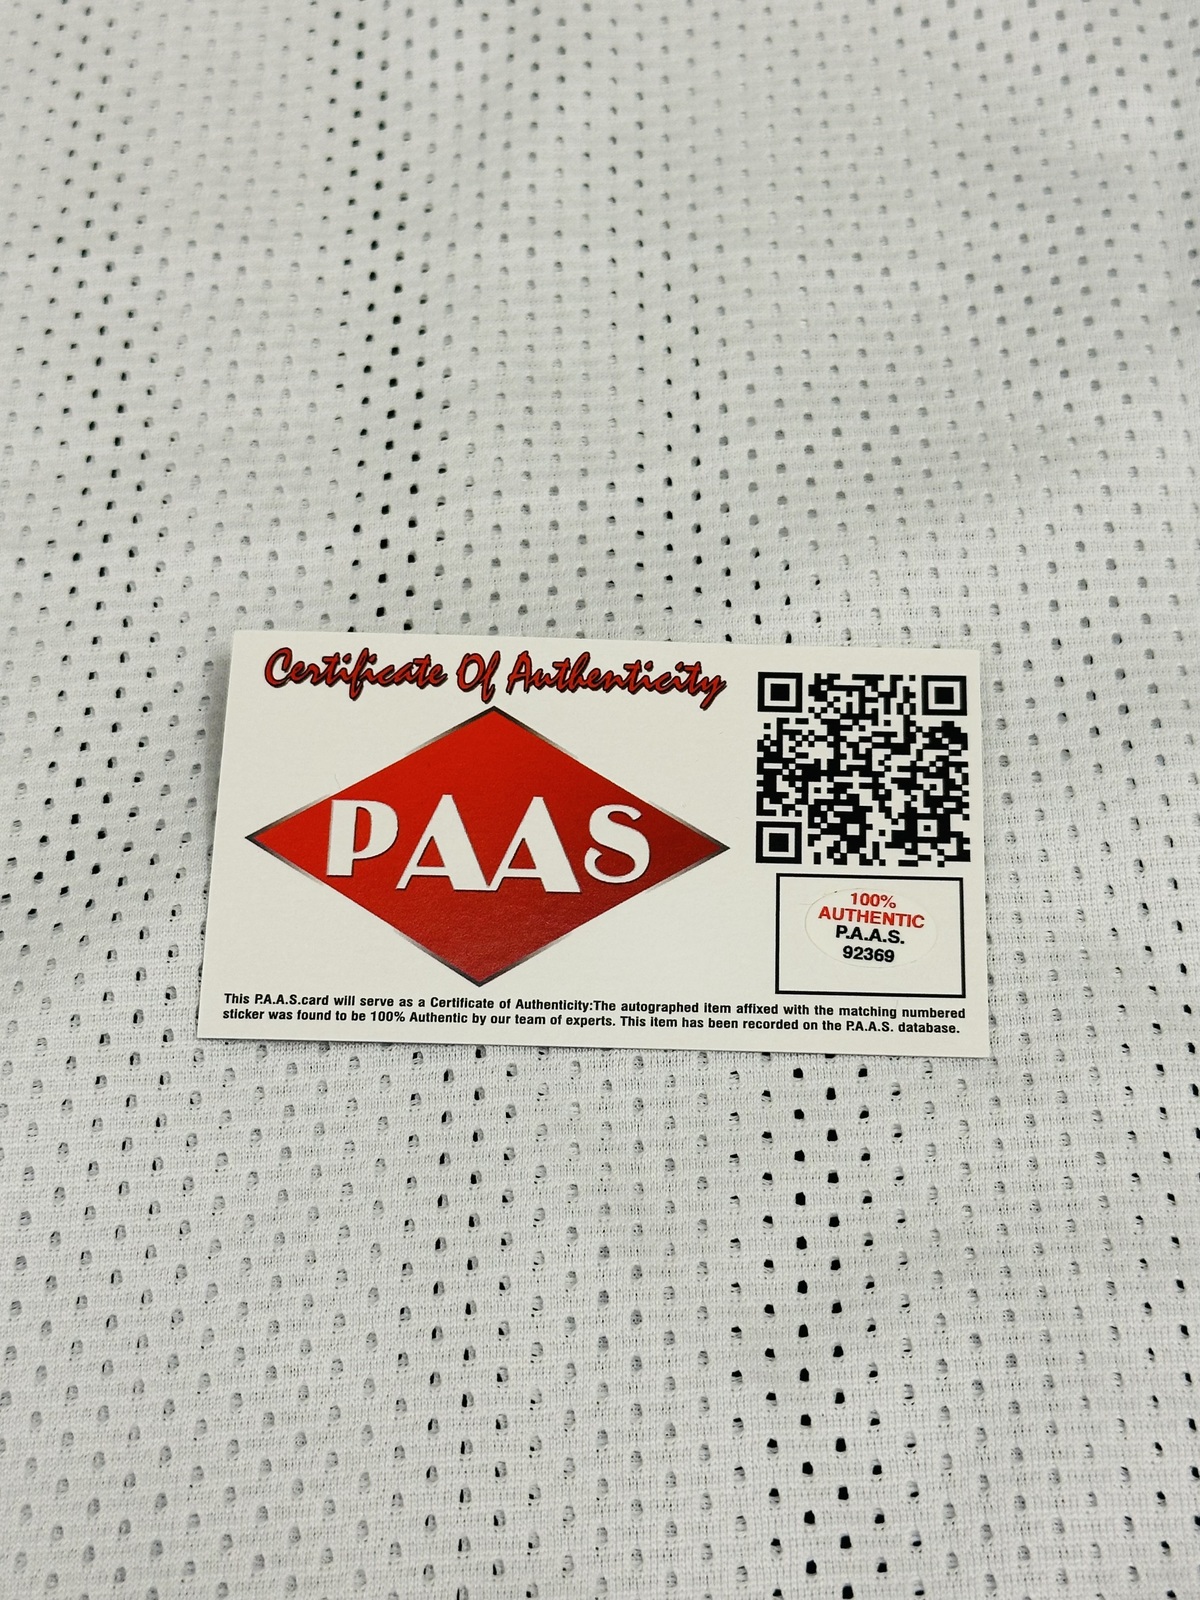 Certificate Of Authenticity
PAAS
100%
AUTHENTIC
P.A.A.S.
92369
This P.A.A.S.card will serve as a Certificate of Authenticity:The autographed item affixed with the matching numbered
sticker was found to be 100% Authentic by our team of experts. This item has been recorded on the P.A.A.S. database.